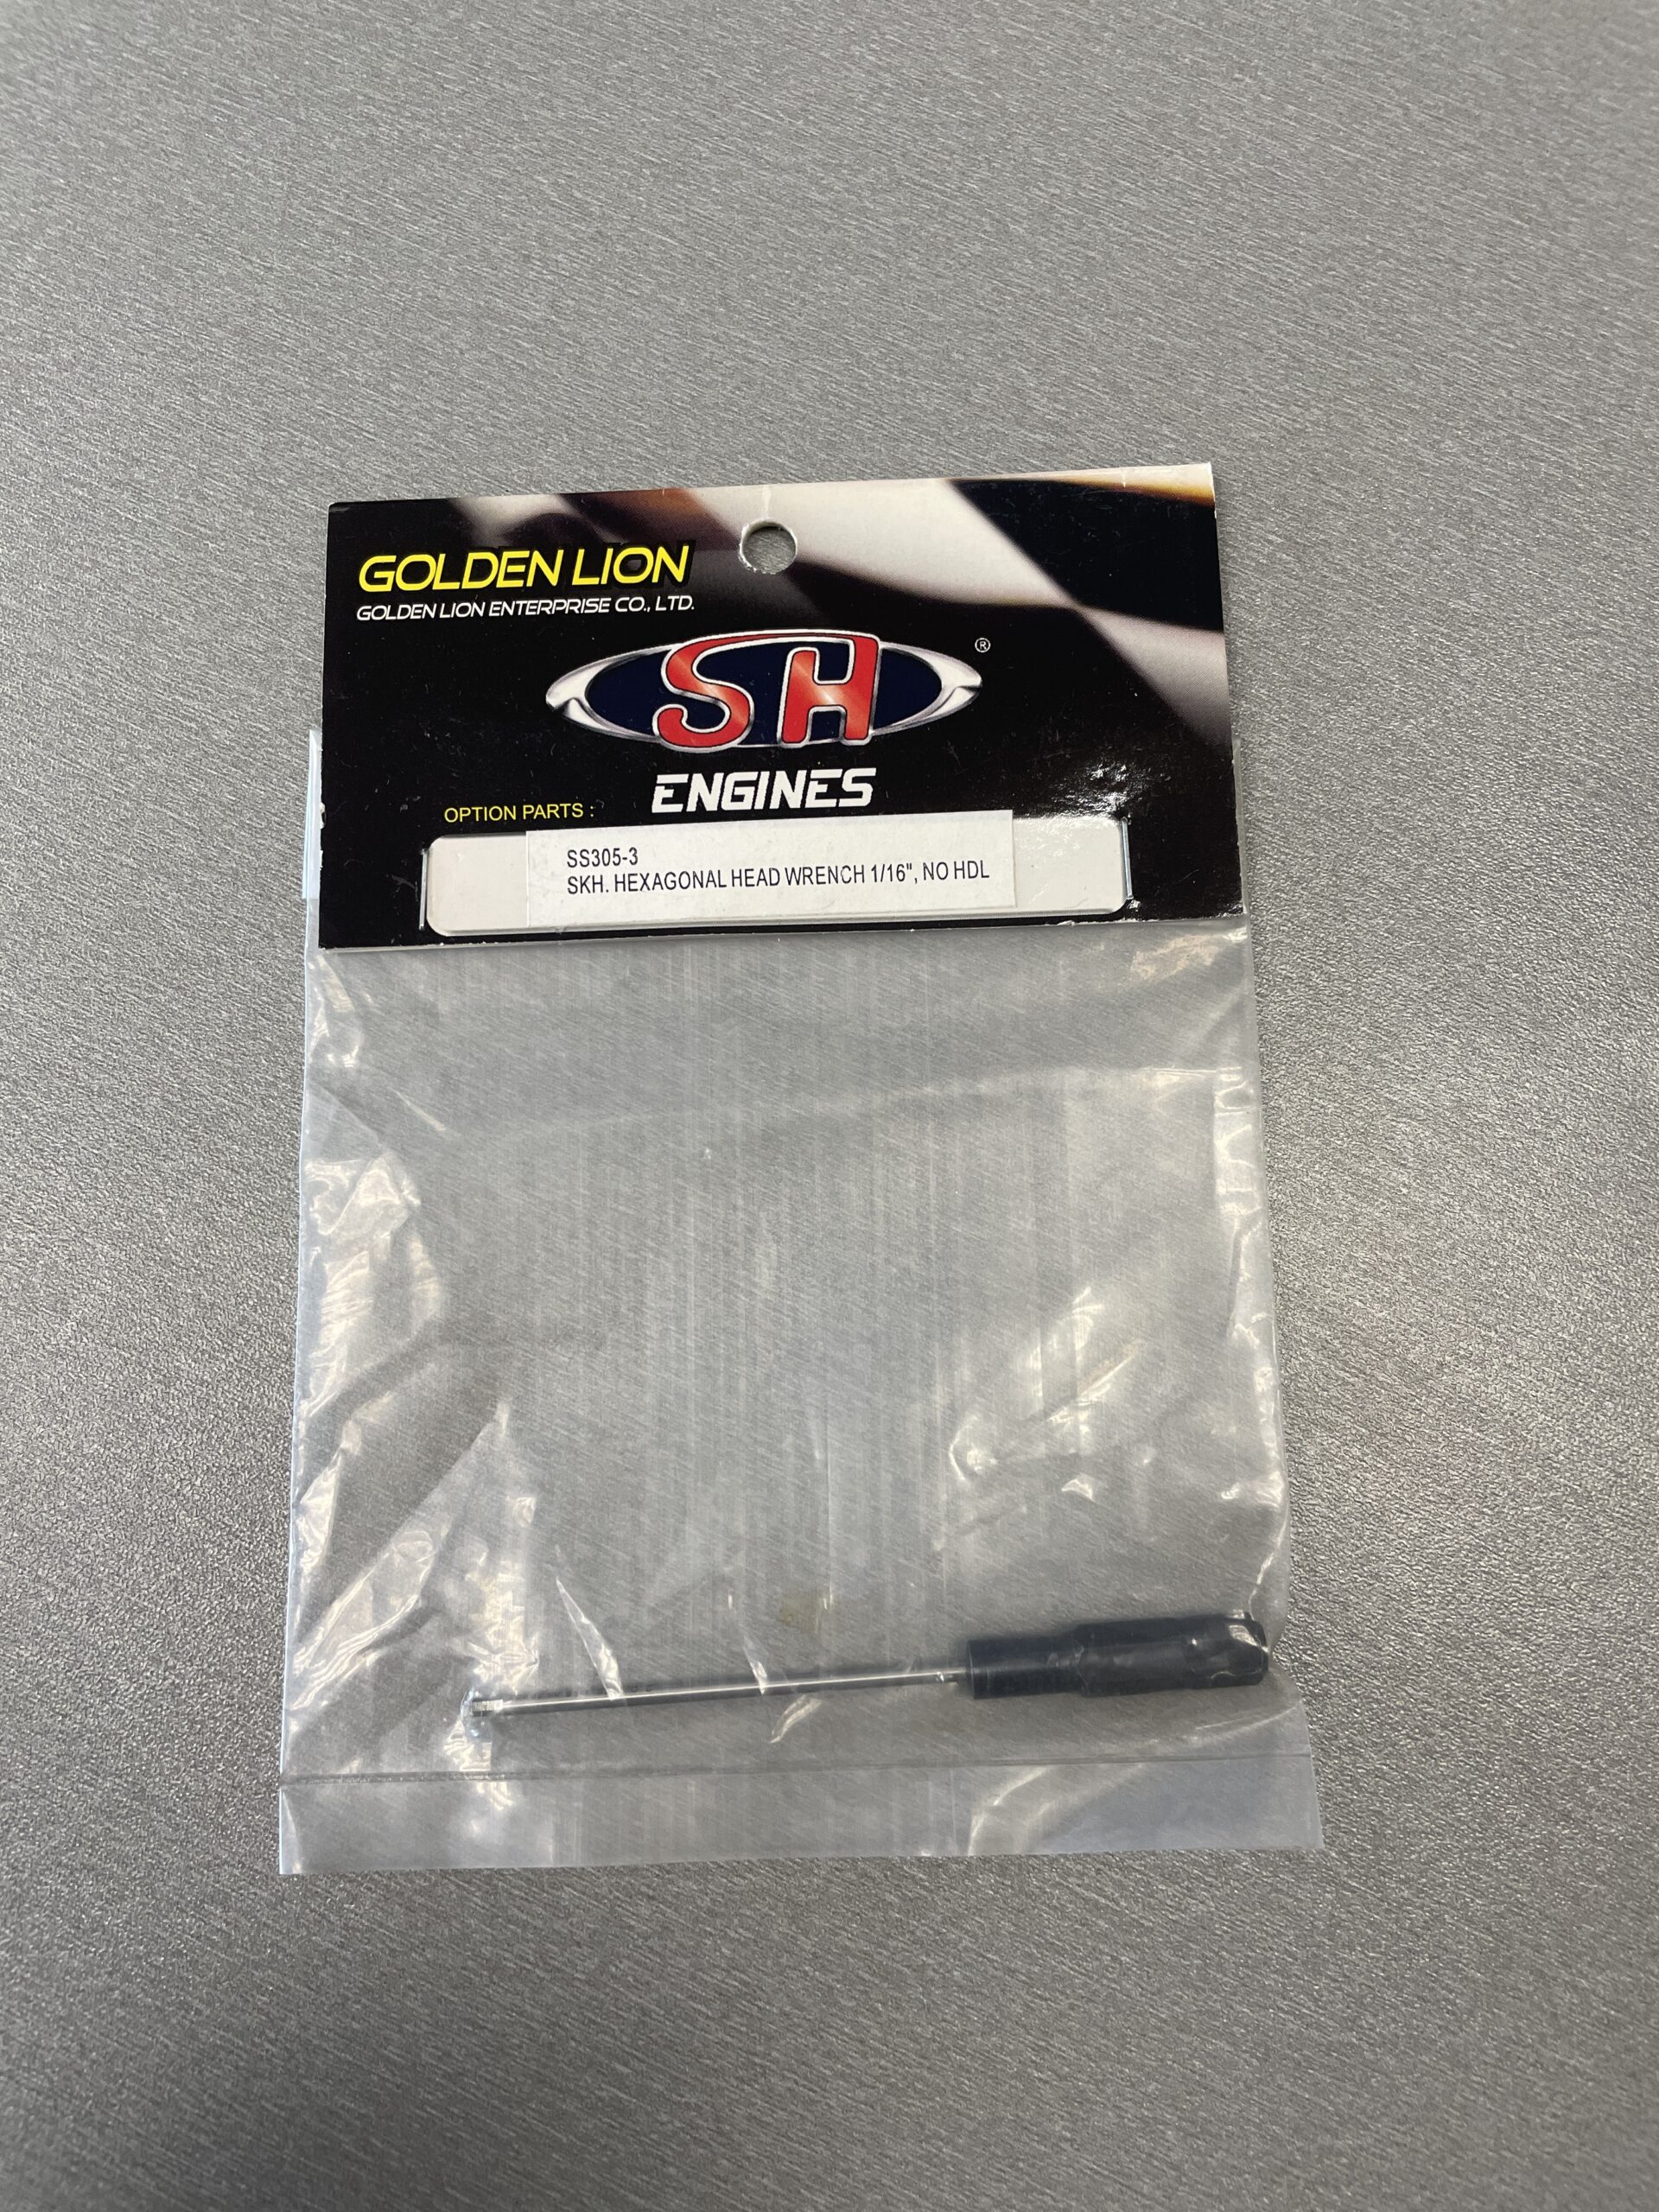 GOLDEN LION
GOLDEN LION ENTERPRISE CO., LTD.
SH ®
ENGINES
OPTION PARTS :
SS305-3
SKH. HEXAGONAL HEAD WRENCH 1/16", NO HDL